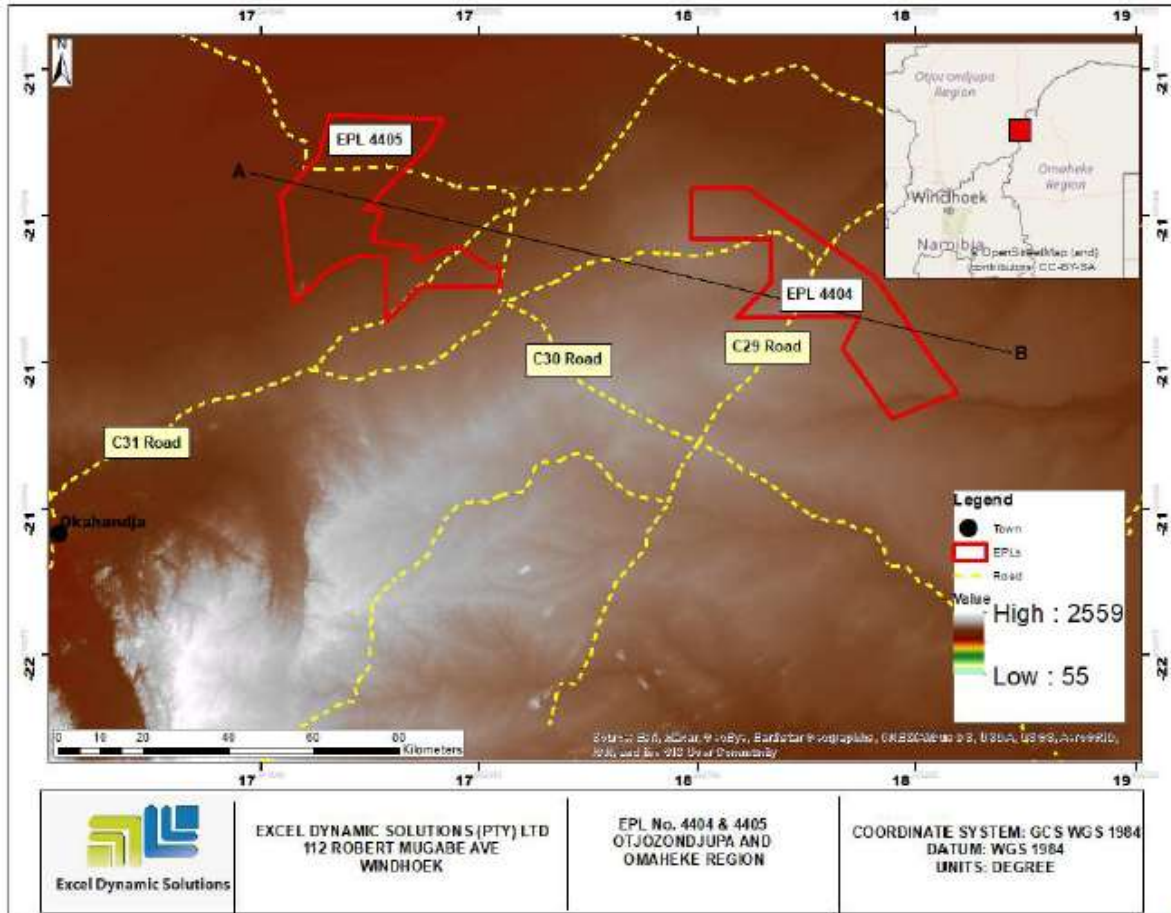 17
17
18
18
19
N
21
21
21
21
22
21
21
21
21
22
EPL 4405
A
EPL 4404
B
C29 Road
C30 Road
C31 Road
Okahandja
Otjozondjupa
Region
Omaheke
Region
Windhoek
Namibia
OpenStreetMap (and)
contributors, CC-BY-SA
Legend
Town
EPLs
Road
Value
High : 2559
Low : 55
0 20 40 60 80
Kilometers
17
17
18
18
19
Excel Dynamic Solutions
EXCEL DYNAMIC SOLUTIONS (PTY) LTD
112 ROBERT MUGABE AVE
WINDHOEK
EPL No. 4404 & 4405
OTJOZONDJUPA AND
OMAHEKE REGION
COORDINATE SYSTEM: GCS WGS 1984
DATUM: WGS 1984
UNITS: DEGREE